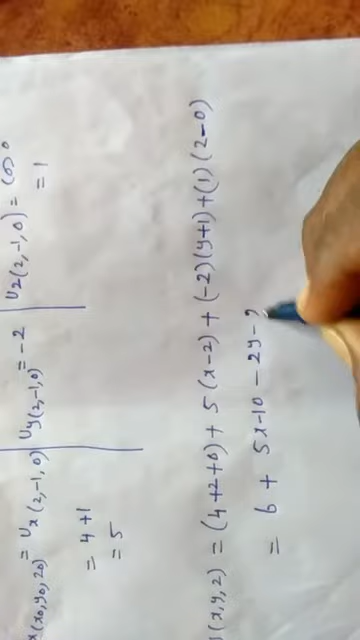 x(x₀,y₀,z₀) = Ux(2,-1,0) | Uy(2,-1,0) = -2 | Uz(2,-1,0) = cos 0
= 4+1
= 1
= 5
(x,y,z) = (4+2+0) + 5(x-2) + (-2)(y+1) + (1)(z-0)
= 6 + 5x-10 - 2y-2